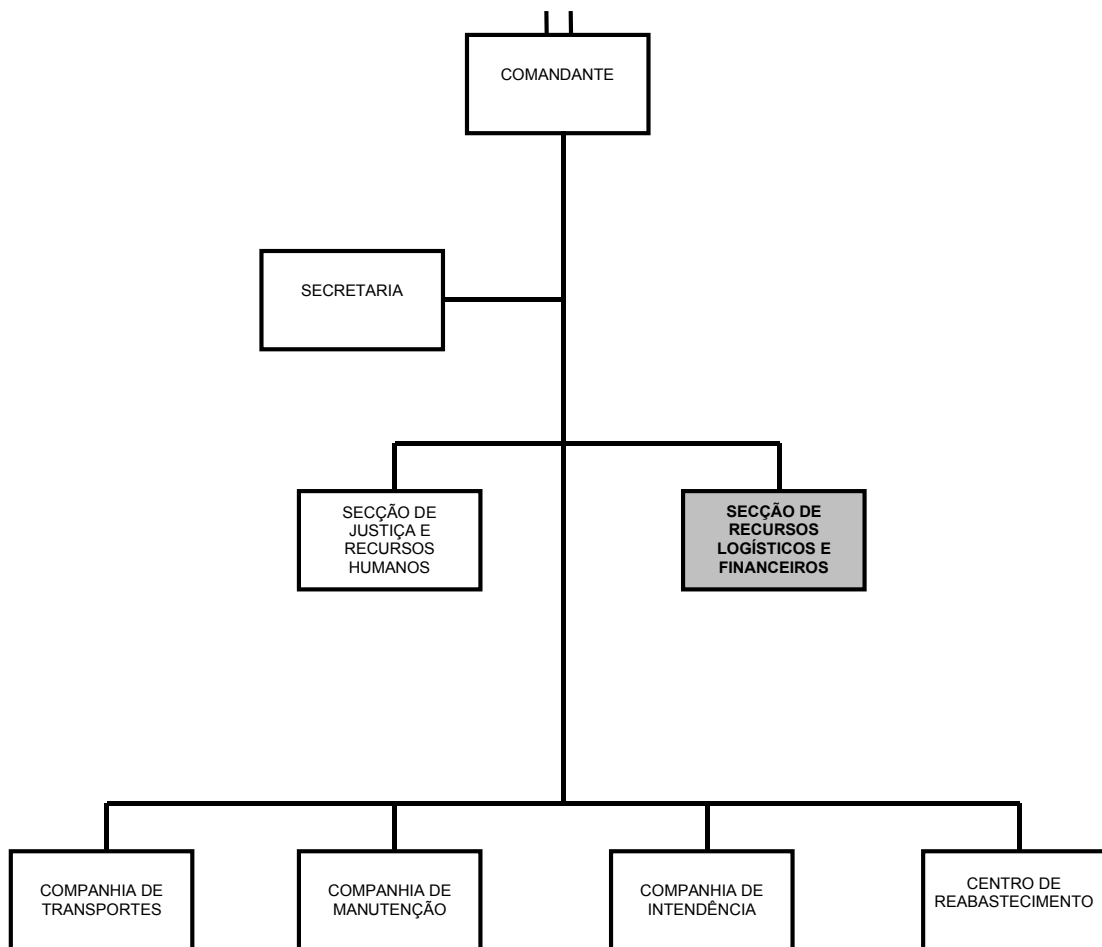 COMANDANTE
SECRETARIA
SECÇÃO DE
JUSTIÇA E
RECURSOS
HUMANOS
SECÇÃO DE
RECURSOS
LOGÍSTICOS E
FINANCEIROS
COMPANHIA DE
TRANSPORTES
COMPANHIA DE
MANUTENÇÃO
COMPANHIA DE
INTENDÊNCIA
CENTRO DE
REABASTECIMENTO